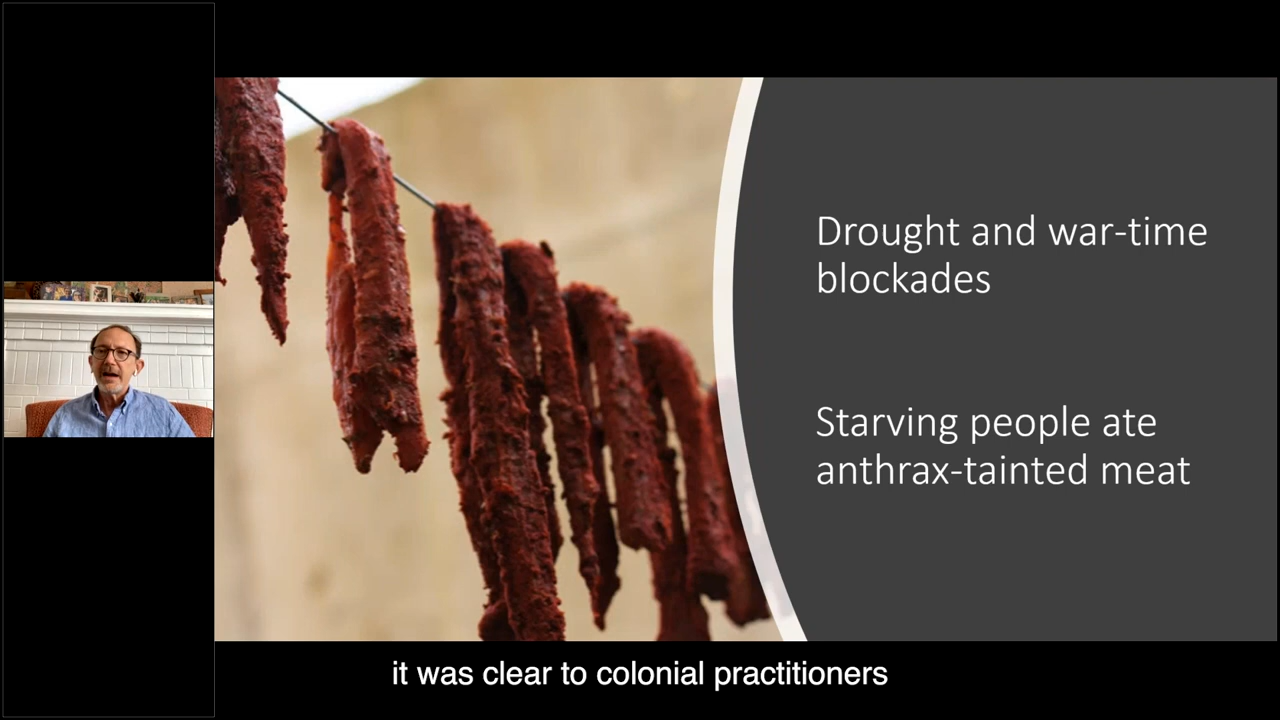 Drought and war-time
blockades
Starving people ate
anthrax-tainted meat
it was clear to colonial practitioners